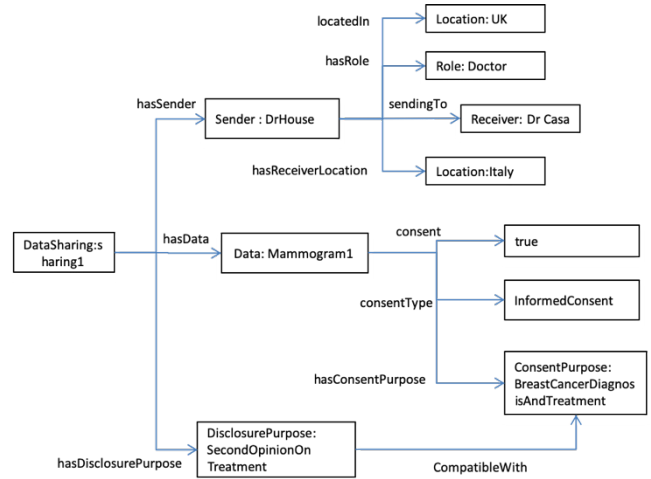 locatedIn
Location: UK
hasRole
Role: Doctor
hasSender
Sender : DrHouse
sendingTo
Receiver: Dr Casa
hasReceiverLocation
Location:Italy
DataSharing:s
haring1
hasData
Data: Mammogram1
consent
true
consentType
InformedConsent
hasConsentPurpose
ConsentPurpose:
BreastCancerDiagnos
isAndTreatment
hasDisclosurePurpose
DisclosurePurpose:
SecondOpinionOn
Treatment
CompatibleWith